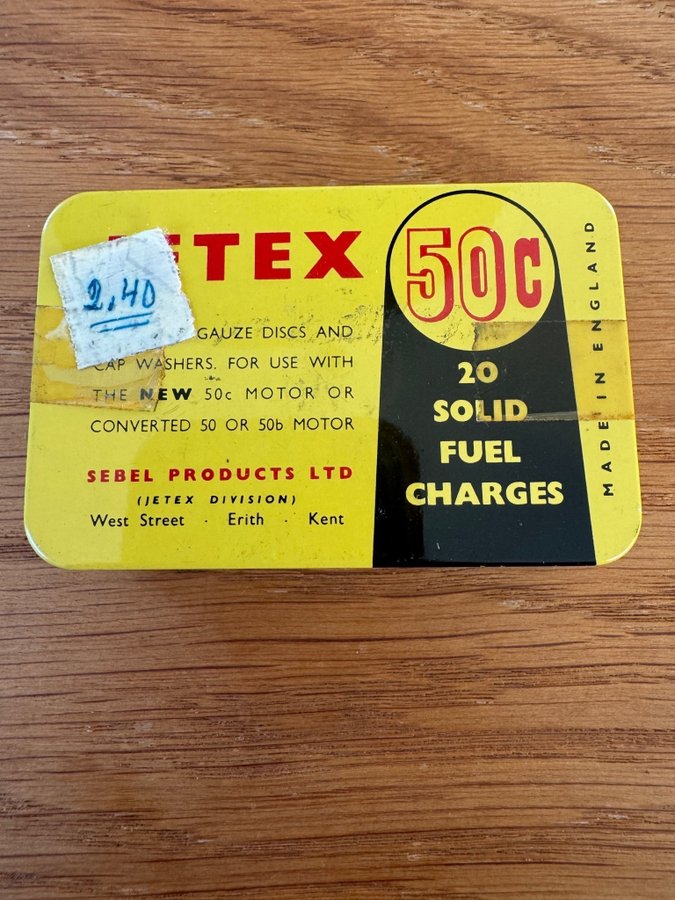 TEX
2,40
GAUZE DISCS AND
CAP WASHERS. FOR USE WITH
THE NEW 50c MOTOR OR
CONVERTED 50 OR 50b MOTOR
SEBEL PRODUCTS LTD
(JETEX DIVISION)
West Street · Erith · Kent
50c
20
SOLID
FUEL
CHARGES
MADE IN ENGLAND